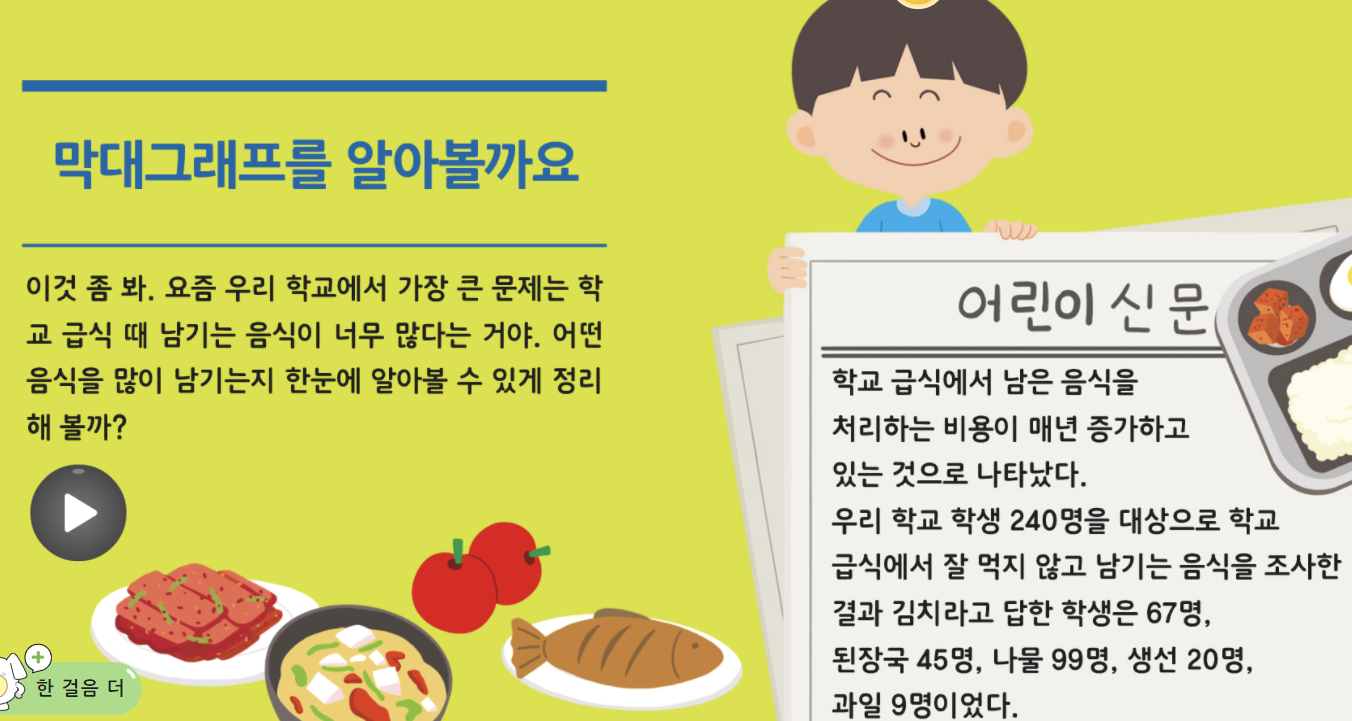 막대그래프를 알아볼까요
이것 좀 봐. 요즘 우리 학교에서 가장 큰 문제는 학
교 급식 때 남기는 음식이 너무 많다는 거야. 어떤
음식을 많이 남기는지 한눈에 알아볼 수 있게 정리
해 볼까?
한 걸음 더
어린이 신문
학교 급식에서 남은 음식을
처리하는 비용이 매년 증가하고
있는 것으로 나타났다.
우리 학교 학생 240명을 대상으로 학교
급식에서 잘 먹지 않고 남기는 음식을 조사한
결과 김치라고 답한 학생은 67명,
된장국 45명, 나물 99명, 생선 20명,
과일 9명이었다.